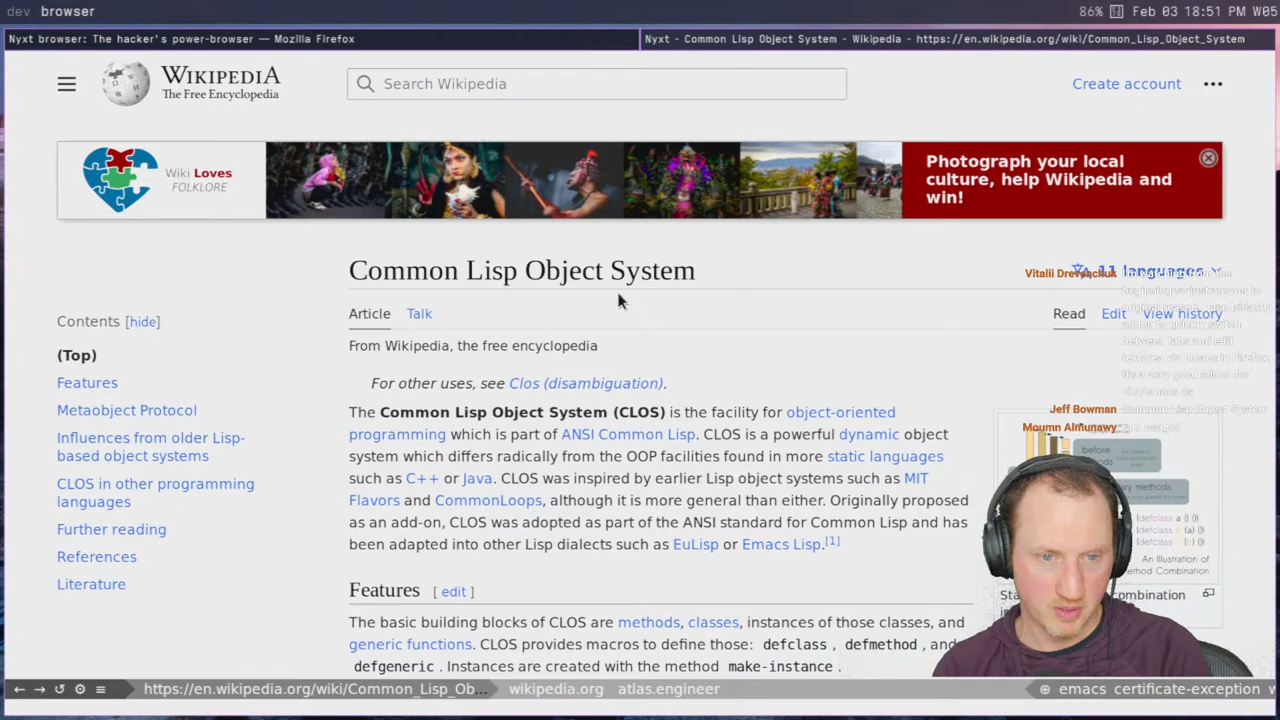 dev browser
86% Feb 03 18:51 PM W05
Nyxt browser: The hacker's power-browser — Mozilla Firefox
Nyxt - Common Lisp Object System - Wikipedia - https://en.wikipedia.org/wiki/Common_Lisp_Object_System
WIKIPEDIA
The Free Encyclopedia
Search Wikipedia
Create account
Wiki Loves
FOLKLORE
Photograph your local
culture, help Wikipedia and
win!
Common Lisp Object System
11 languages
Vitalii Drevenchuk
Contents [hide]
Article Talk
Read Edit View history
From Wikipedia, the free encyclopedia
(Top)
For other uses, see Clos (disambiguation).
Features
Metaobject Protocol
Influences from older Lisp-
based object systems
CLOS in other programming
languages
Further reading
References
Literature
The Common Lisp Object System (CLOS) is the facility for object-oriented
programming which is part of ANSI Common Lisp. CLOS is a powerful dynamic object
system which differs radically from the OOP facilities found in more static languages
such as C++ or Java. CLOS was inspired by earlier Lisp object systems such as MIT
Flavors and CommonLoops, although it is more general than either. Originally proposed
as an add-on, CLOS was adopted as part of the ANSI standard for Common Lisp and has
been adapted into other Lisp dialects such as EuLisp or Emacs Lisp.[1]
Jeff Bowman Common Lisp Object System
Moumn Almunawy
before
(defclass a () ())
An Illustration of
Features [ edit ]
The basic building blocks of CLOS are methods, classes, instances of those classes, and
generic functions. CLOS provides macros to define those: defclass, defmethod, and
defgeneric. Instances are created with the method make-instance.
https://en.wikipedia.org/wiki/Common_Lisp_Ob... wikipedia.org atlas.engineer
emacs certificate-exception